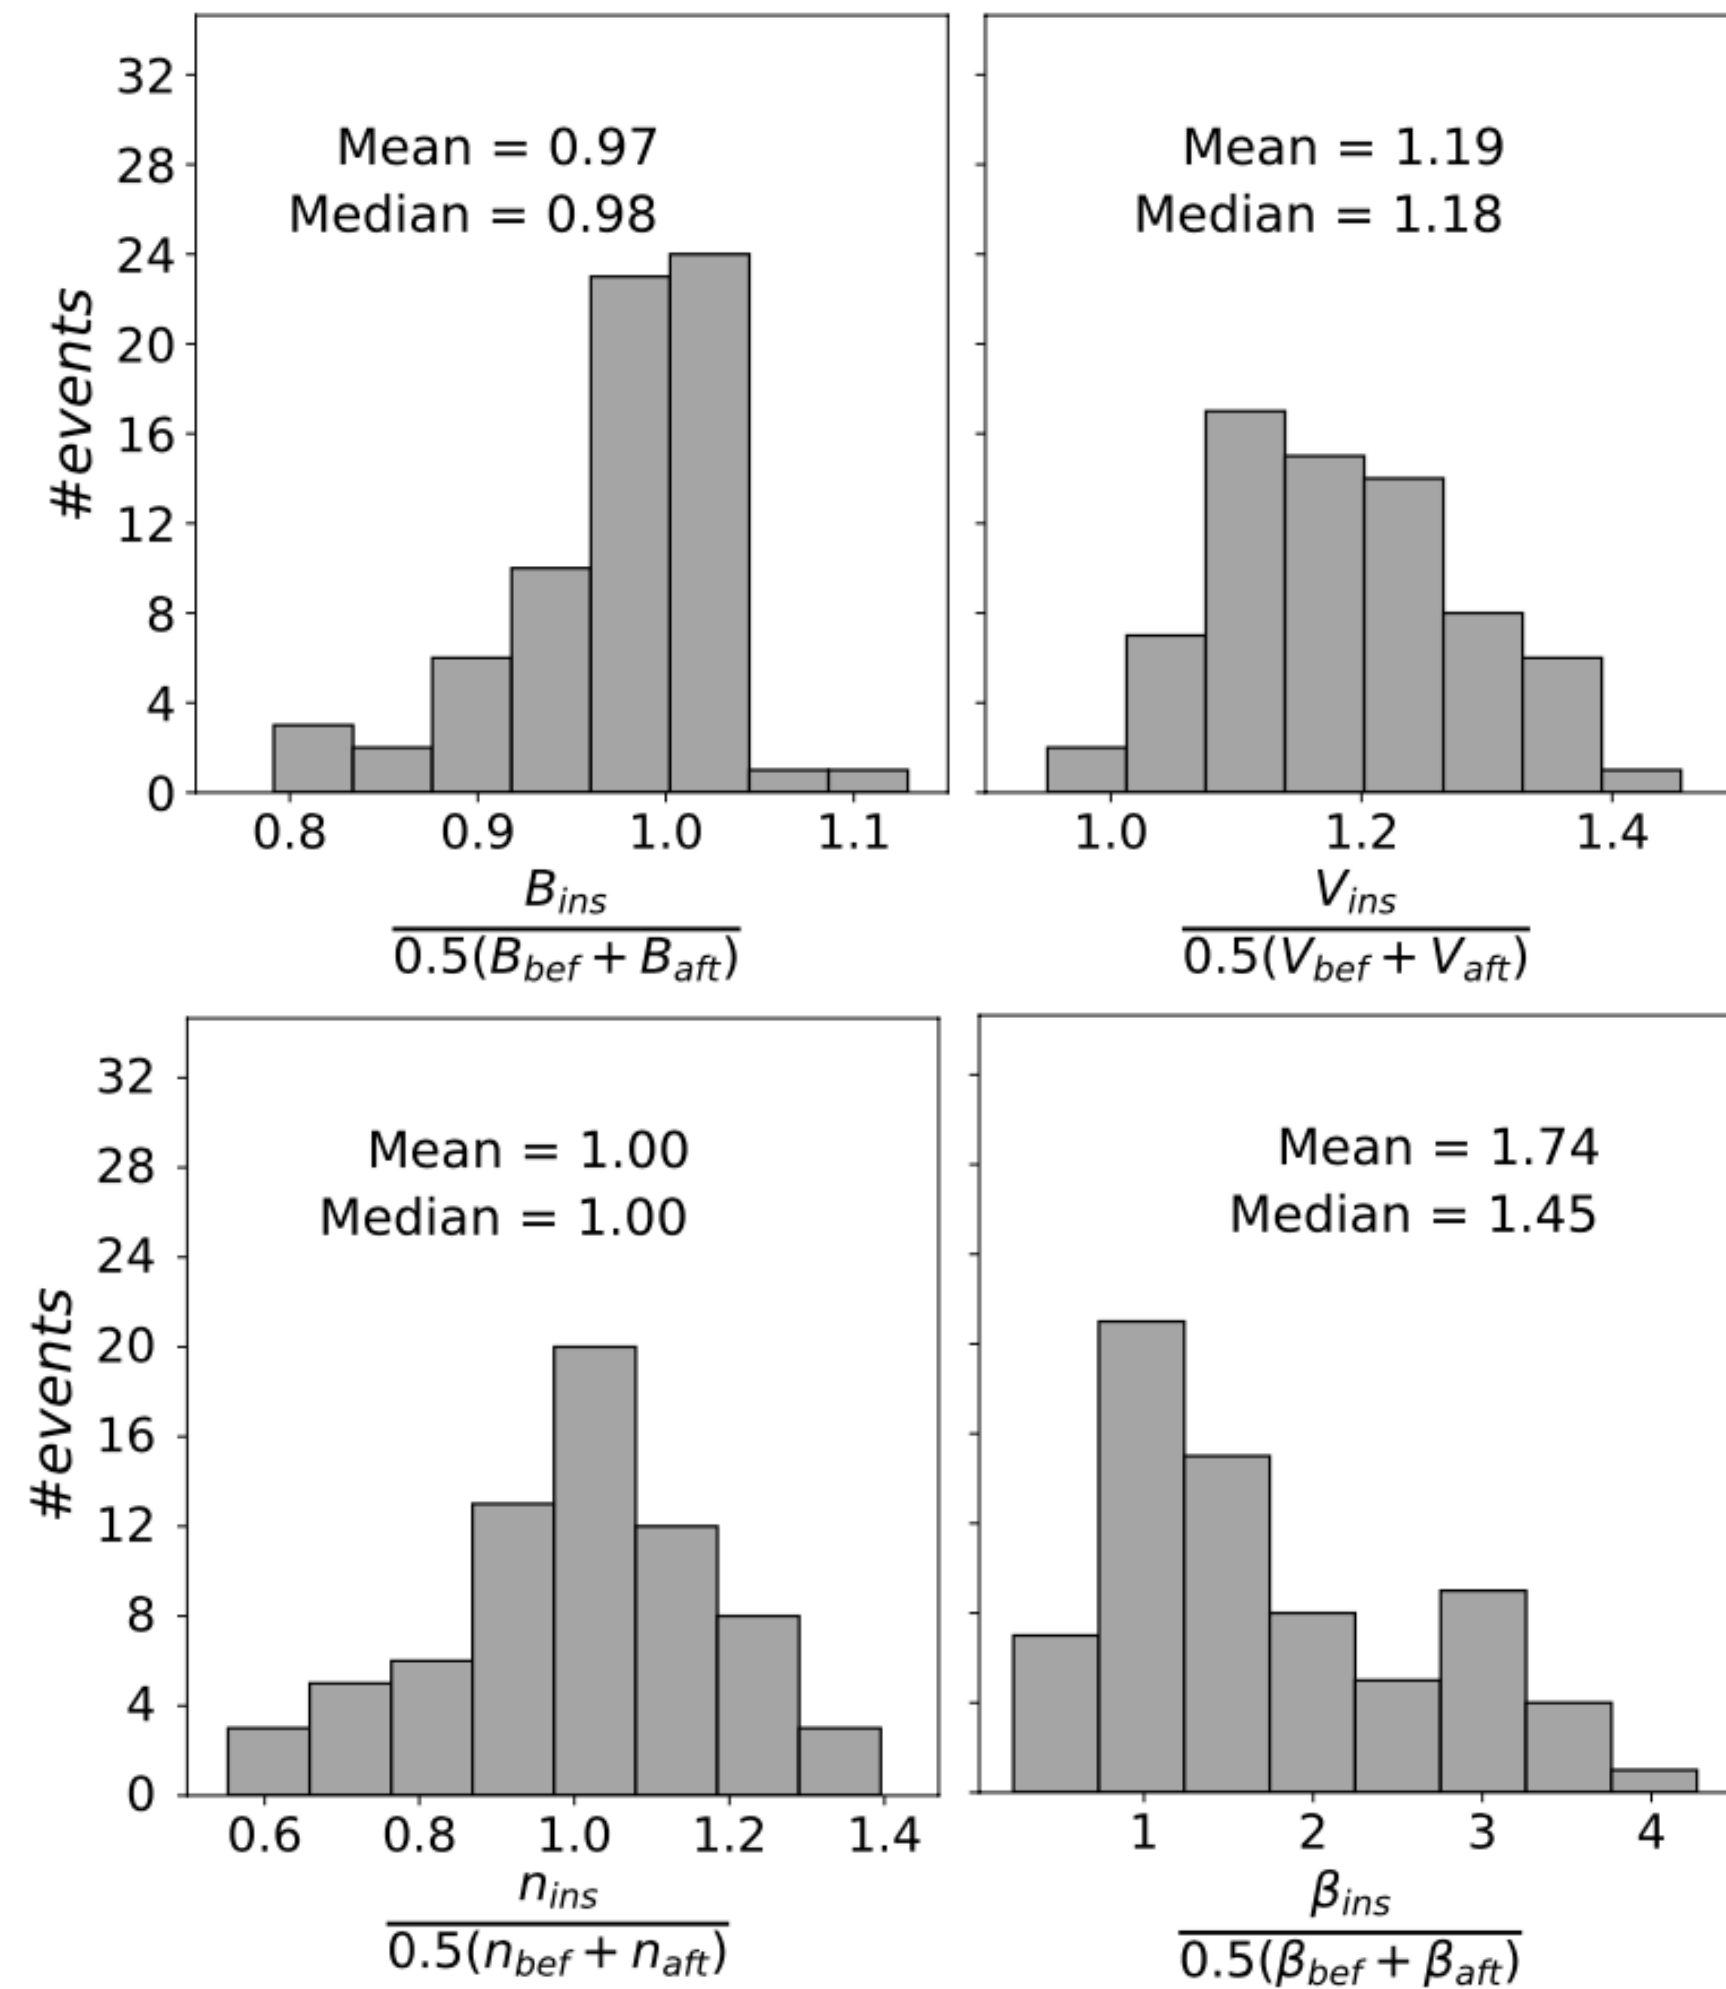 32
28
24
20
16
12
8
4
0
#events
Mean = 0.97
Median = 0.98
0.8 0.9 1.0 1.1
B_ins
0.5(B_bef + B_aft)
Mean = 1.19
Median = 1.18
1.0 1.2 1.4
V_ins
0.5(V_bef + V_aft)
32
28
24
20
16
12
8
4
0
#events
Mean = 1.00
Median = 1.00
0.6 0.8 1.0 1.2 1.4
n_ins
0.5(n_bef + n_aft)
Mean = 1.74
Median = 1.45
1 2 3 4
β_ins
0.5(β_bef + β_aft)